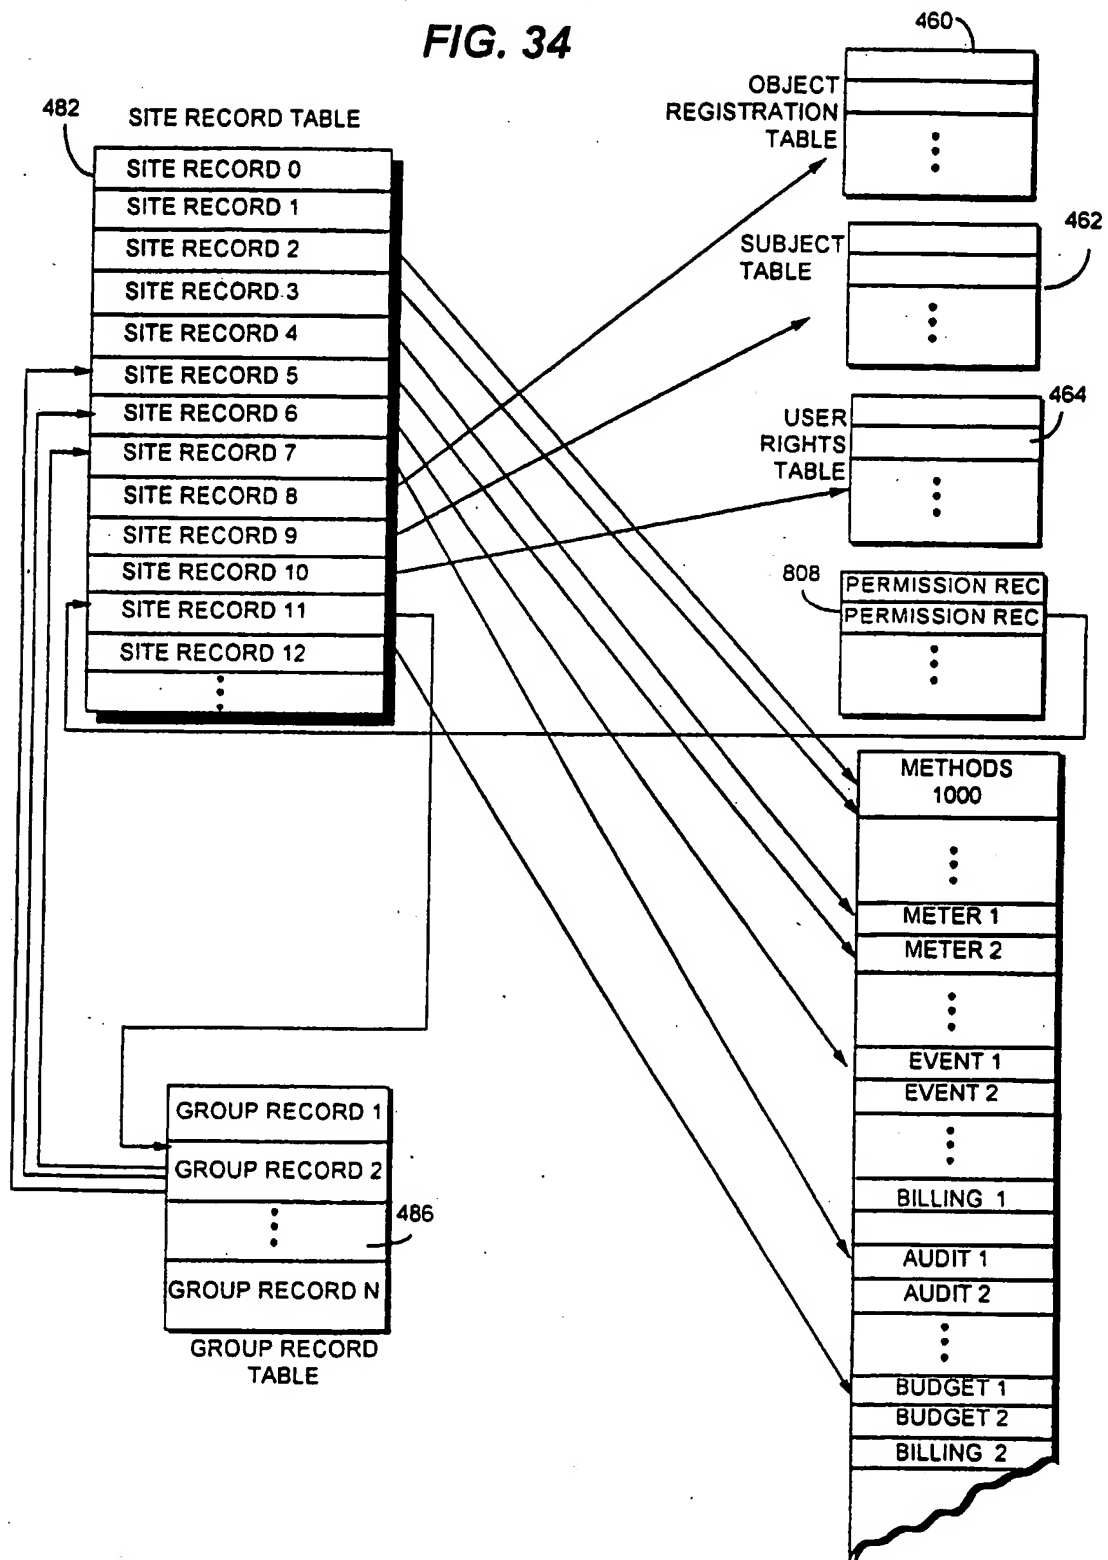 FIG. 34
482
SITE RECORD TABLE
SITE RECORD 0
SITE RECORD 1
SITE RECORD 2
SITE RECORD 3
SITE RECORD 4
SITE RECORD 5
SITE RECORD 6
SITE RECORD 7
SITE RECORD 8
SITE RECORD 9
SITE RECORD 10
SITE RECORD 11
SITE RECORD 12
460
OBJECT
REGISTRATION
TABLE
SUBJECT
TABLE
462
USER
RIGHTS
TABLE
464
808
PERMISSION REC
PERMISSION REC
METHODS
1000
METER 1
METER 2
EVENT 1
EVENT 2
BILLING 1
AUDIT 1
AUDIT 2
BUDGET 1
BUDGET 2
BILLING 2
GROUP RECORD 1
GROUP RECORD 2
486
GROUP RECORD N
GROUP RECORD
TABLE